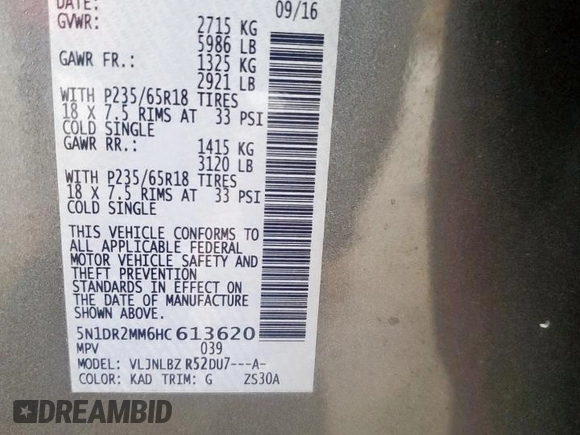 DATE: 09/16
GVWR: 2715 KG
5986 LB
GAWR FR.: 1325 KG
2921 LB
WITH P235/65R18 TIRES
18 X 7.5 RIMS AT 33 PSI
COLD SINGLE
GAWR RR.: 1415 KG
3120 LB
WITH P235/65R18 TIRES
18 X 7.5 RIMS AT 33 PSI
COLD SINGLE
THIS VEHICLE CONFORMS TO
ALL APPLICABLE FEDERAL
MOTOR VEHICLE SAFETY AND
THEFT PREVENTION
STANDARDS IN EFFECT ON
THE DATE OF MANUFACTURE
SHOWN ABOVE.
5N1DR2MM6HC613620
MPV 039
MODEL: VLJNLBZ R52DU7---A-
COLOR: KAD TRIM: G ZS30A
DREAMBID